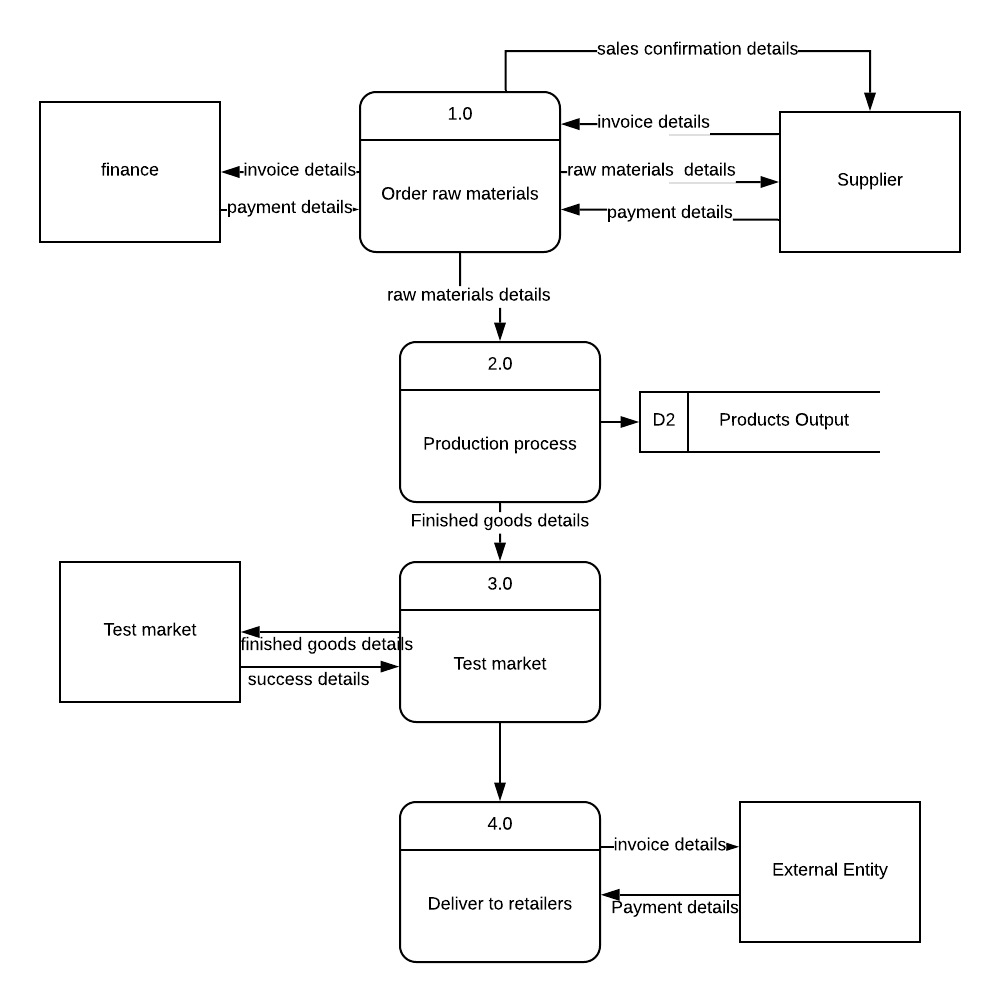 sales confirmation details
1.0
invoice details
finance
invoice details
raw materials  details
Supplier
Order raw materials
payment details
payment details
raw materials details
2.0
D2
Products Output
Production process
Finished goods details
3.0
Test market
finished goods details
Test market
success details
4.0
invoice details
External Entity
Deliver to retailers
Payment details